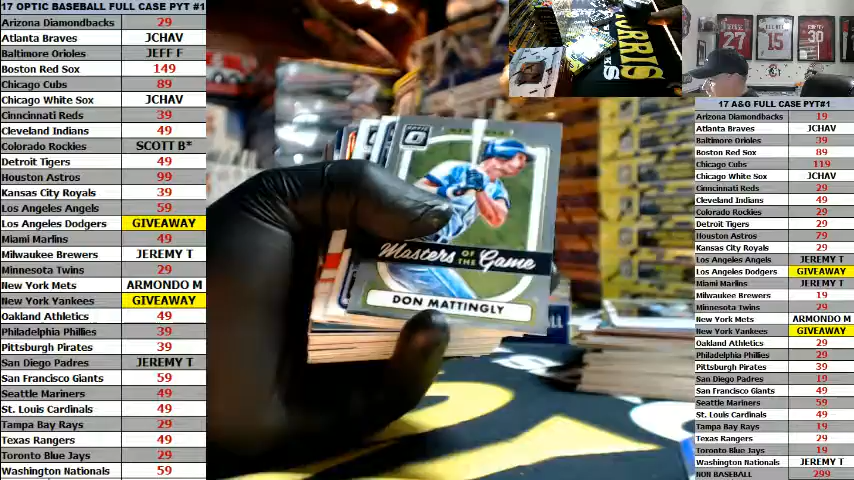 17 OPTIC BASEBALL FULL CASE PYT #1
Arizona Diamondbacks 29
Atlanta Braves JCHAV
Baltimore Orioles JEFF F
Boston Red Sox 149
Chicago Cubs 89
Chicago White Sox JCHAV
Cinncinati Reds 39
Cleveland Indians 49
Colorado Rockies SCOTT B*
Detroit Tigers 49
Houston Astros 99
Kansas City Royals 39
Los Angeles Angels 59
Los Angeles Dodgers GIVEAWAY
Miami Marlins 49
Milwaukee Brewers JEREMY T
Minnesota Twins 29
New York Mets ARMONDO M
New York Yankees GIVEAWAY
Oakland Athletics 49
Philadelphia Phillies 39
Pittsburgh Pirates 39
San Diego Padres JEREMY T
San Francisco Giants 59
Seattle Mariners 49
St. Louis Cardinals 49
Tampa Bay Rays 29
Texas Rangers 49
Toronto Blue Jays 29
Washington Nationals 59
Masters OF THE Game
DON MATTINGLY
27
15
30
17 A&G FULL CASE PYT#1
Arizona Diamondbacks 19
Atlanta Braves JCHAV
Baltimore Orioles 39
Boston Red Sox 89
Chicago Cubs 119
Chicago White Sox JCHAV
Cinncinati Reds 29
Cleveland Indians 49
Colorado Rockies 29
Detroit Tigers 29
Houston Astros 79
Kansas City Royals 29
Los Angeles Angels JEREMY T
Los Angeles Dodgers GIVEAWAY
Miami Marlins JEREMY T
Milwaukee Brewers 19
Minnesota Twins 29
New York Mets ARMONDO M
New York Yankees GIVEAWAY
Oakland Athletics 29
Philadelphia Phillies 29
Pittsburgh Pirates 39
San Diego Padres 19
San Francisco Giants 49
Seattle Mariners 59
St. Louis Cardinals 49
Tampa Bay Rays 19
Texas Rangers 29
Toronto Blue Jays 19
Washington Nationals JEREMY T
NON BASEBALL 299